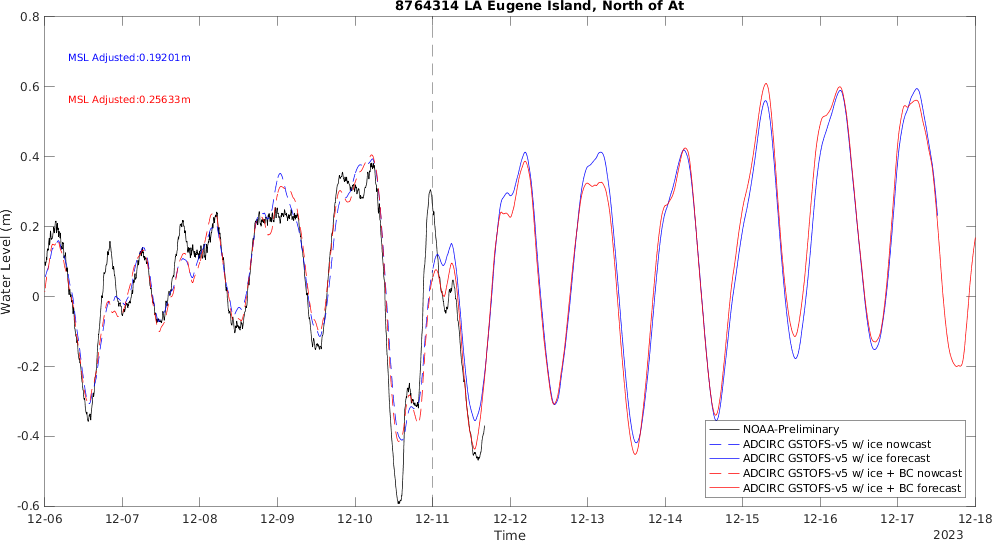 8764314 LA Eugene Island, North of At
0.8
0.6
0.4
0.2
0
-0.2
-0.4
-0.6
Water Level (m)
MSL Adjusted:0.19201m
MSL Adjusted:0.25633m
NOAA-Preliminary
ADCIRC GSTOFS-v5 w/ ice nowcast
ADCIRC GSTOFS-v5 w/ ice forecast
ADCIRC GSTOFS-v5 w/ ice + BC nowcast
ADCIRC GSTOFS-v5 w/ ice + BC forecast
12-06 12-07 12-08 12-09 12-10 12-11 12-12 12-13 12-14 12-15 12-16 12-17 12-18
Time
2023